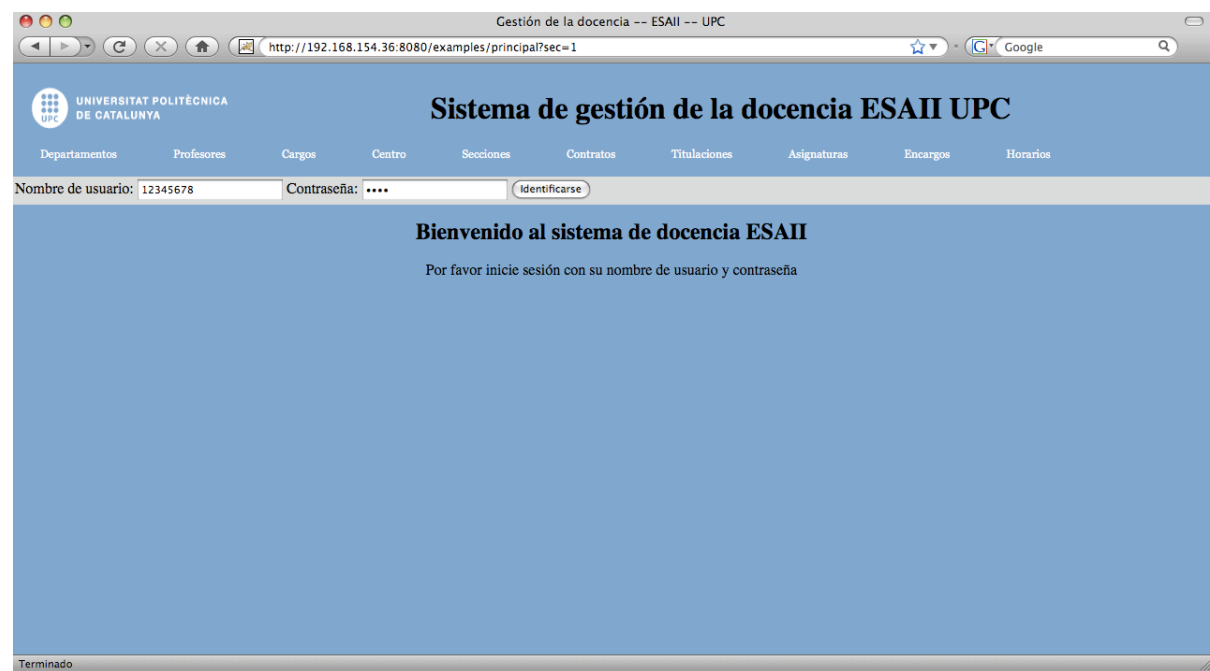 Gestión de la docencia -- ESAII -- UPC
http://192.168.154.36:8080/examples/principal?sec=1
G Google
UNIVERSITAT POLITÈCNICA
DE CATALUNYA
UPC
Sistema de gestión de la docencia ESAII UPC
Departamentos Profesores Cargos Centro Secciones Contratos Titulaciones Asignaturas Encargos Horarios
Nombre de usuario: 12345678 Contraseña: •••• Identificarse
Bienvenido al sistema de docencia ESAII
Por favor inicie sesión con su nombre de usuario y contraseña
Terminado